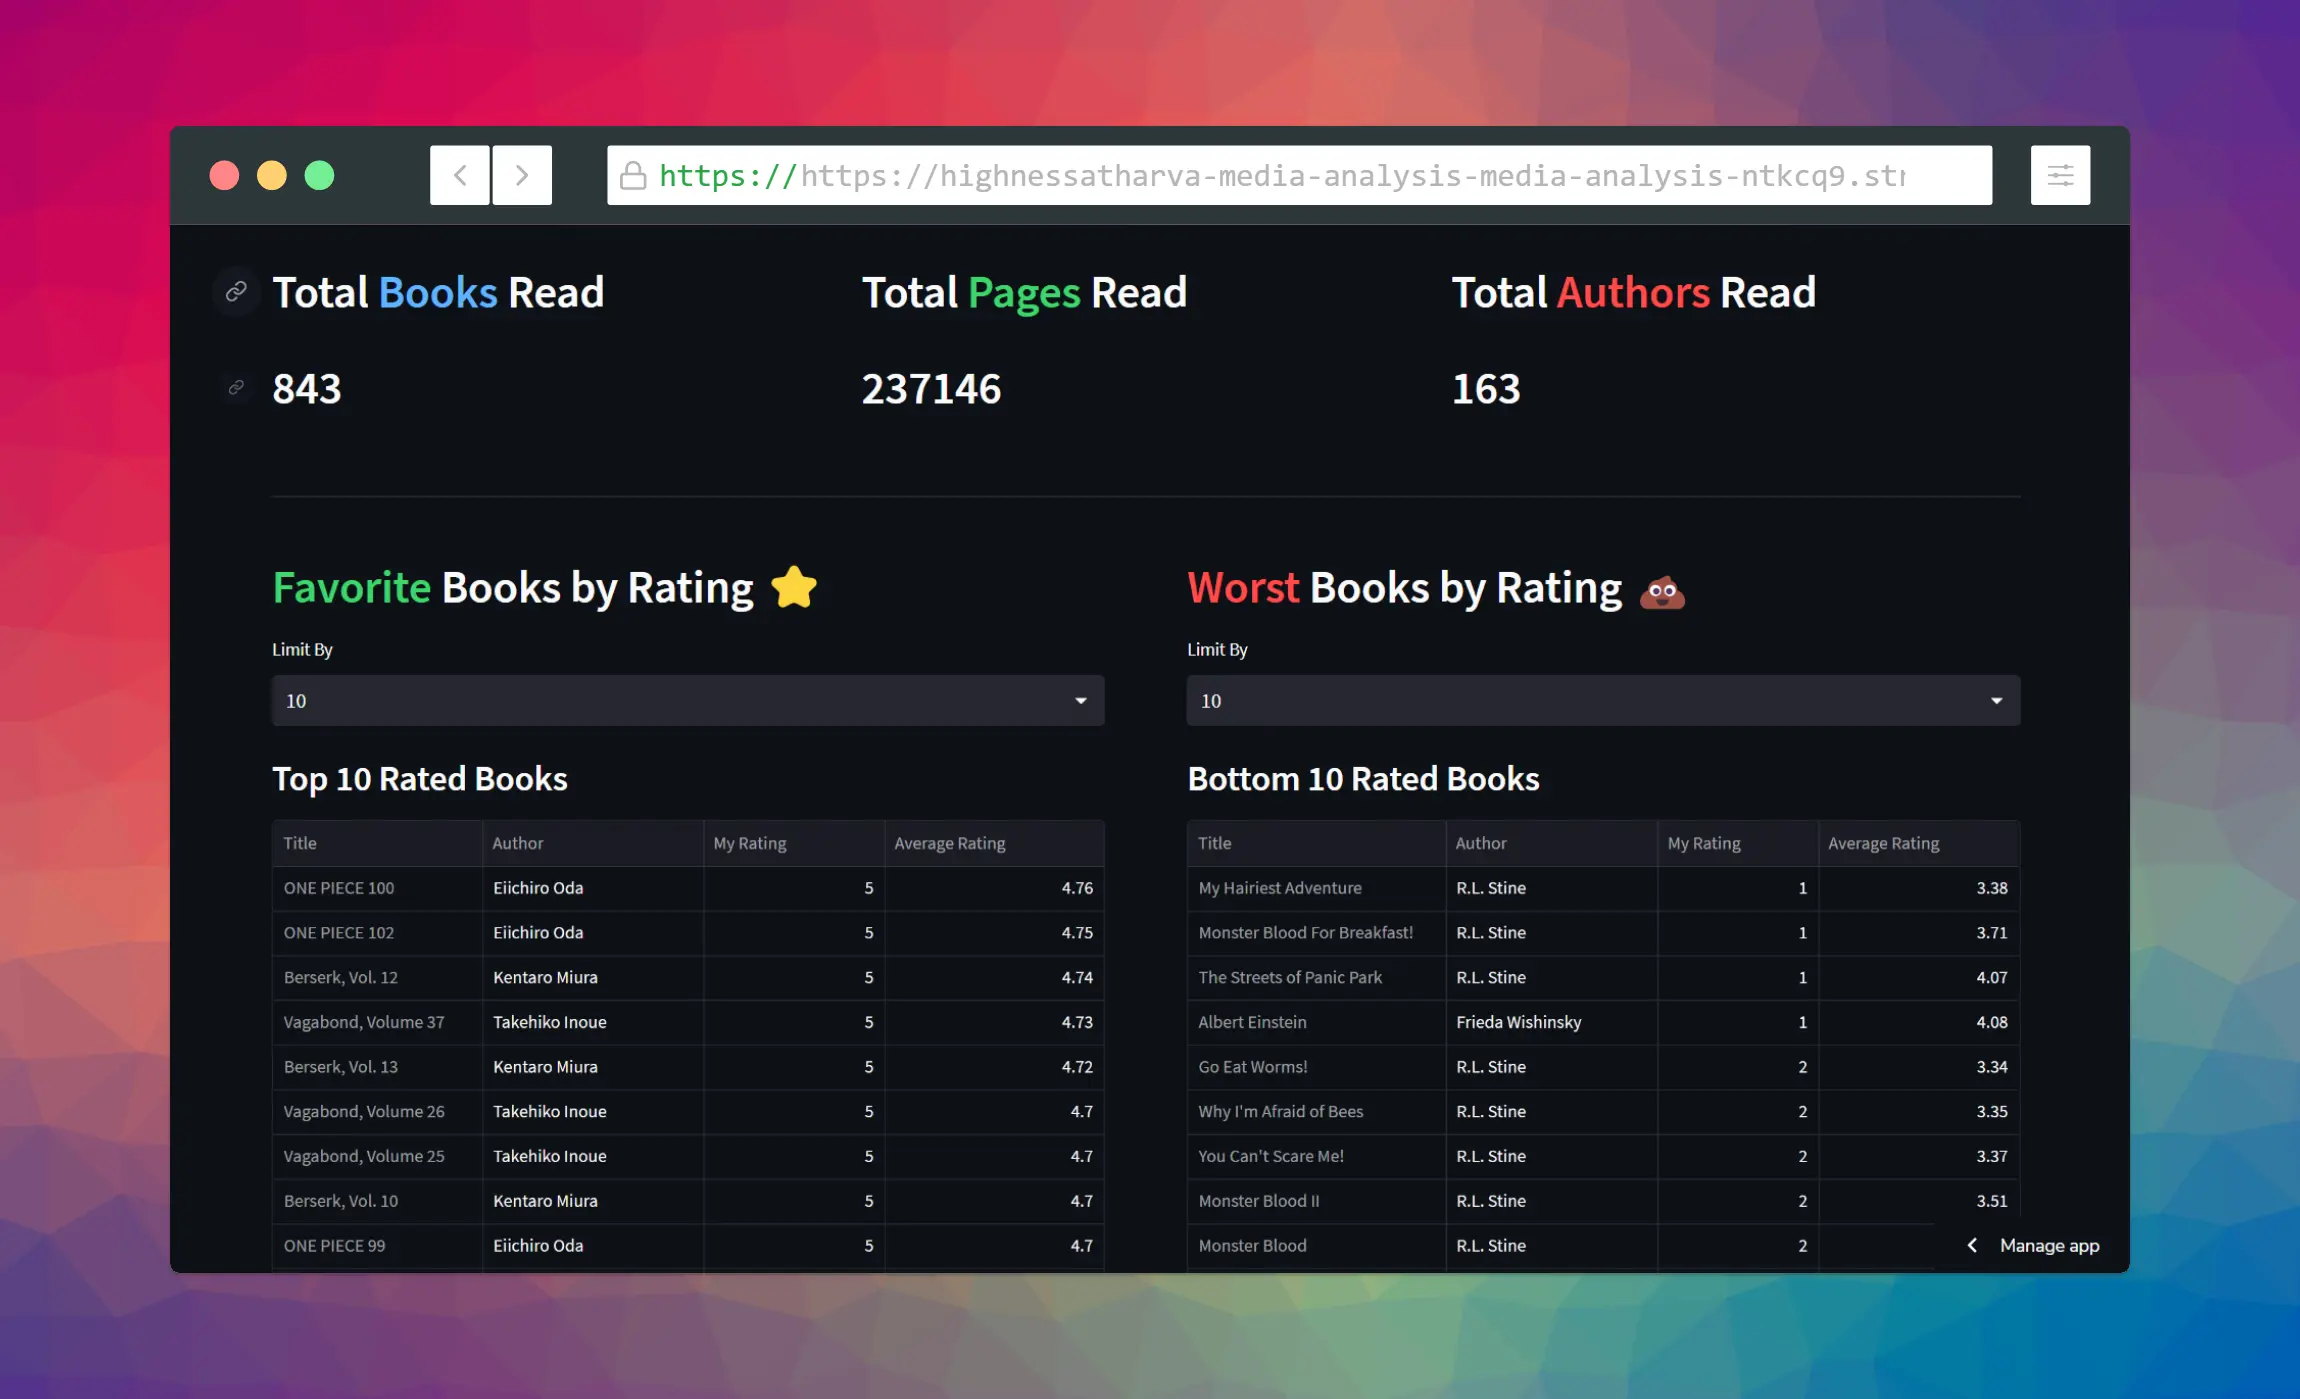 https://https://highnessatharva-media-analysis-media-analysis-ntkcq9.str
Total Books Read
Total Pages Read
Total Authors Read
843
237146
163
Favorite Books by Rating
Limit By
10
Top 10 Rated Books
Title Author My Rating Average Rating
ONE PIECE 100 Eiichiro Oda 5 4.76
ONE PIECE 102 Eiichiro Oda 5 4.75
Berserk, Vol. 12 Kentaro Miura 5 4.74
Vagabond, Volume 37 Takehiko Inoue 5 4.73
Berserk, Vol. 13 Kentaro Miura 5 4.72
Vagabond, Volume 26 Takehiko Inoue 5 4.7
Vagabond, Volume 25 Takehiko Inoue 5 4.7
Berserk, Vol. 10 Kentaro Miura 5 4.7
ONE PIECE 99 Eiichiro Oda 5 4.7
Worst Books by Rating
Limit By
10
Bottom 10 Rated Books
Title Author My Rating Average Rating
My Hairiest Adventure R.L. Stine 1 3.38
Monster Blood For Breakfast! R.L. Stine 1 3.71
The Streets of Panic Park R.L. Stine 1 4.07
Albert Einstein Frieda Wishinsky 1 4.08
Go Eat Worms! R.L. Stine 2 3.34
Why I'm Afraid of Bees R.L. Stine 2 3.35
You Can't Scare Me! R.L. Stine 2 3.37
Monster Blood II R.L. Stine 2 3.51
Monster Blood R.L. Stine 2
Manage app